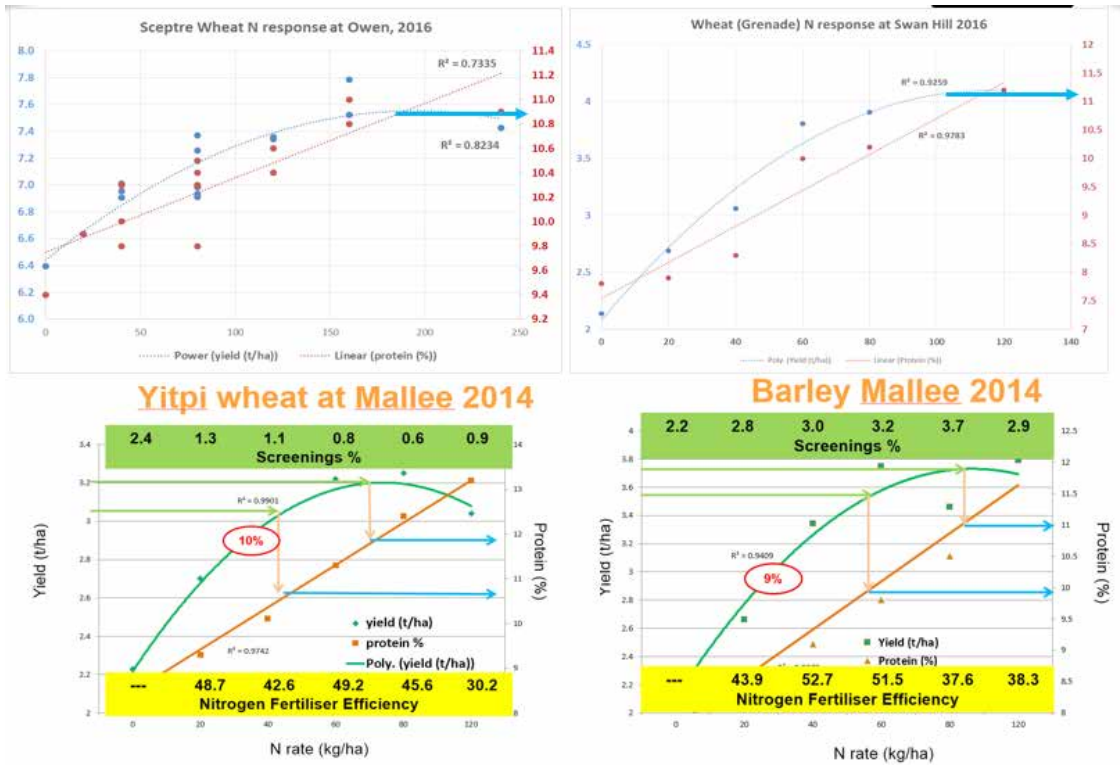 Sceptre Wheat N response at Owen, 2016
8.0
7.8
7.6
7.4
7.2
7.0
6.8
6.6
6.4
6.2
6.0
11.4
11.2
11.0
10.8
10.6
10.4
10.2
10.0
9.8
9.6
9.4
9.2
R² = 0.7335
R² = 0.8234
0 50 100 150 200 250
Power (yield (t/ha)) Linear (protein (%))
Wheat (Grenade) N response at Swan Hill 2016
4.5
4
3.5
3
2.5
2
12
11.5
11
10.5
10
9.5
9
8.5
8
7.5
7
R² = 0.9259
R² = 0.9783
0 20 40 60 80 100 120 140
Poly. (Yield (t/ha)) Linear (Protein (%))
Yitpi wheat at Mallee 2014
2.4 1.3 1.1 0.8 0.6 0.9
Screenings %
3.4
3.2
3
2.8
2.6
2.4
2.2
2
Yield (t/ha)
14
13
12
11
10
9
8
Protein (%)
R² = 0.9901
10%
R² = 0.9742
yield (t/ha)
protein %
Poly. (yield (t/ha))
--- 48.7 42.6 49.2 45.6 30.2
Nitrogen Fertiliser Efficiency
0 20 40 60 80 100 120
N rate (kg/ha)
Barley Mallee 2014
2.2 2.8 3.0 3.2 3.7 2.9
Screenings %
4
3.8
3.6
3.4
3.2
3
2.8
2.6
2.4
2.2
2
Yield (t/ha)
12.5
12
11.5
11
10.5
10
9.5
9
8.5
8
Protein (%)
R² = 0.9409
9%
Yield (t/ha)
Protein (%)
--- 43.9 52.7 51.5 37.6 38.3
Nitrogen Fertiliser Efficiency
0 20 40 60 80 100 120
N rate (kg/ha)